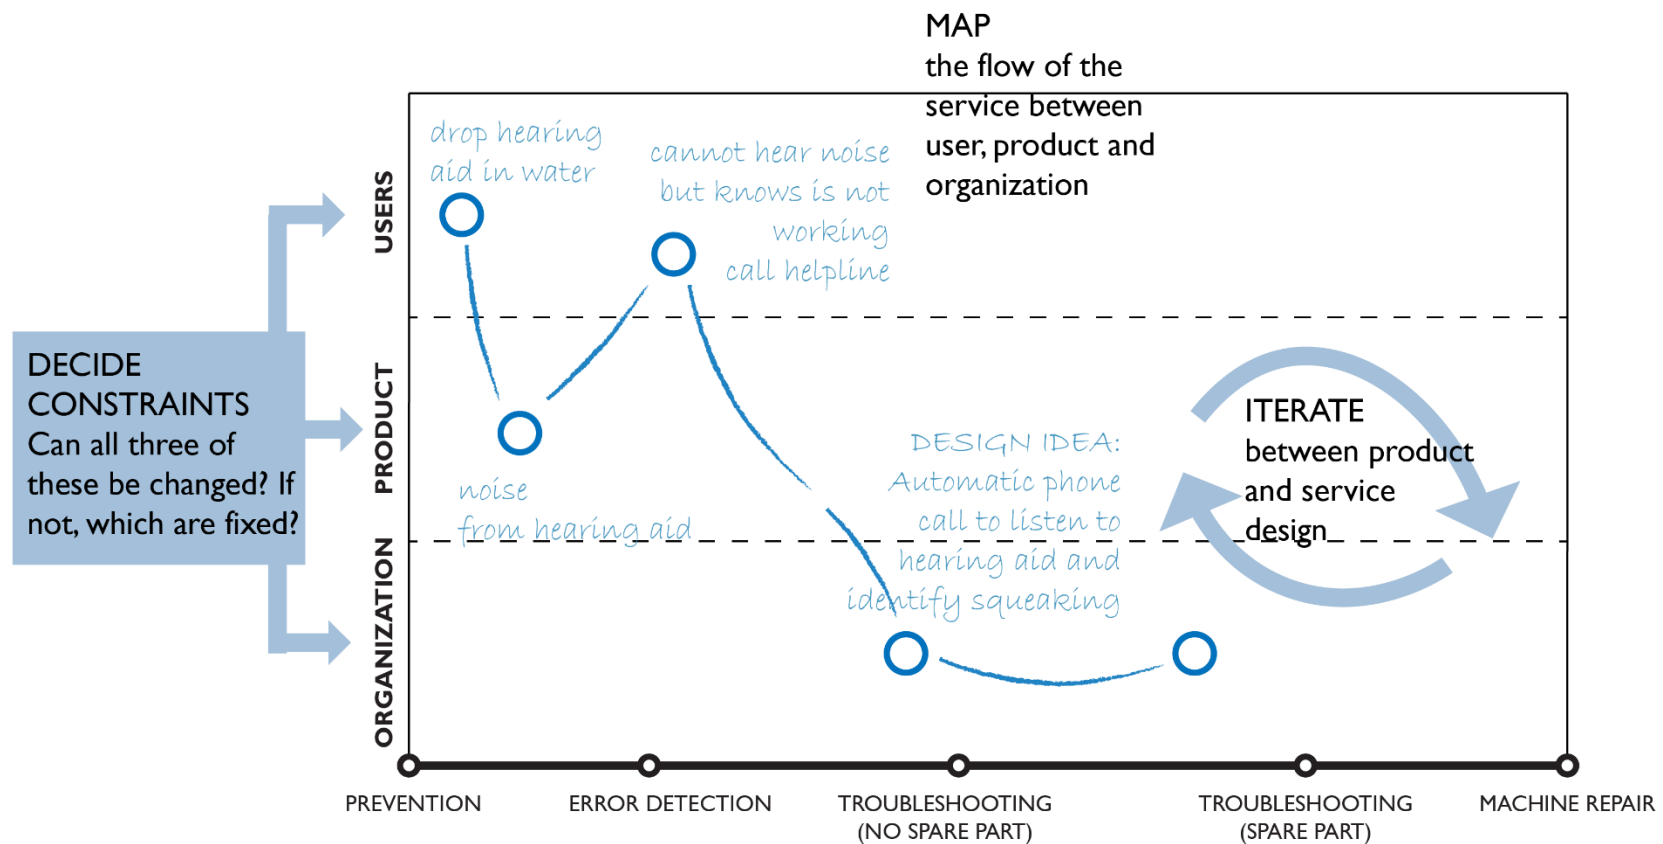 MAP
the flow of the
service between
user, product and
organization
drop hearing
aid in water
cannot hear noise
but knows is not
working
call helpline
USERS
DECIDE
CONSTRAINTS
Can all three of
these be changed? If
not, which are fixed?
PRODUCT
noise
from hearing aid
DESIGN IDEA:
Automatic phone
call to listen to
hearing aid and
identify squeaking
ITERATE
between product
and service
design
ORGANIZATION
PREVENTION
ERROR DETECTION
TROUBLESHOOTING
(NO SPARE PART)
TROUBLESHOOTING
(SPARE PART)
MACHINE REPAIR